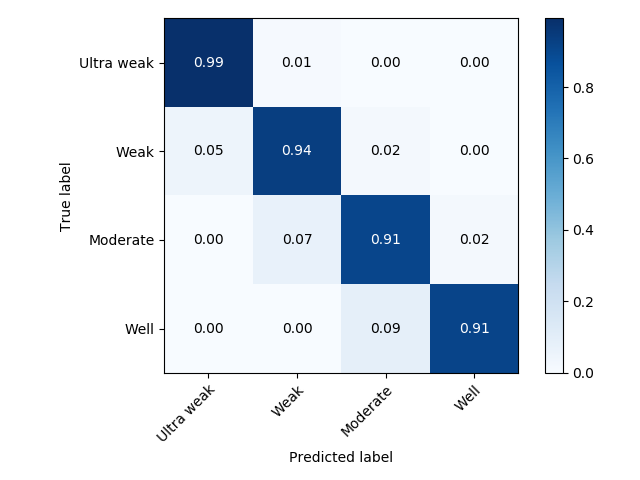 Ultra weak 0.99 0.01 0.00 0.00
Weak 0.05 0.94 0.02 0.00
Moderate 0.00 0.07 0.91 0.02
Well 0.00 0.00 0.09 0.91
Ultra weak Weak Moderate Well
Predicted label
True label
0.8
0.6
0.4
0.2
0.0